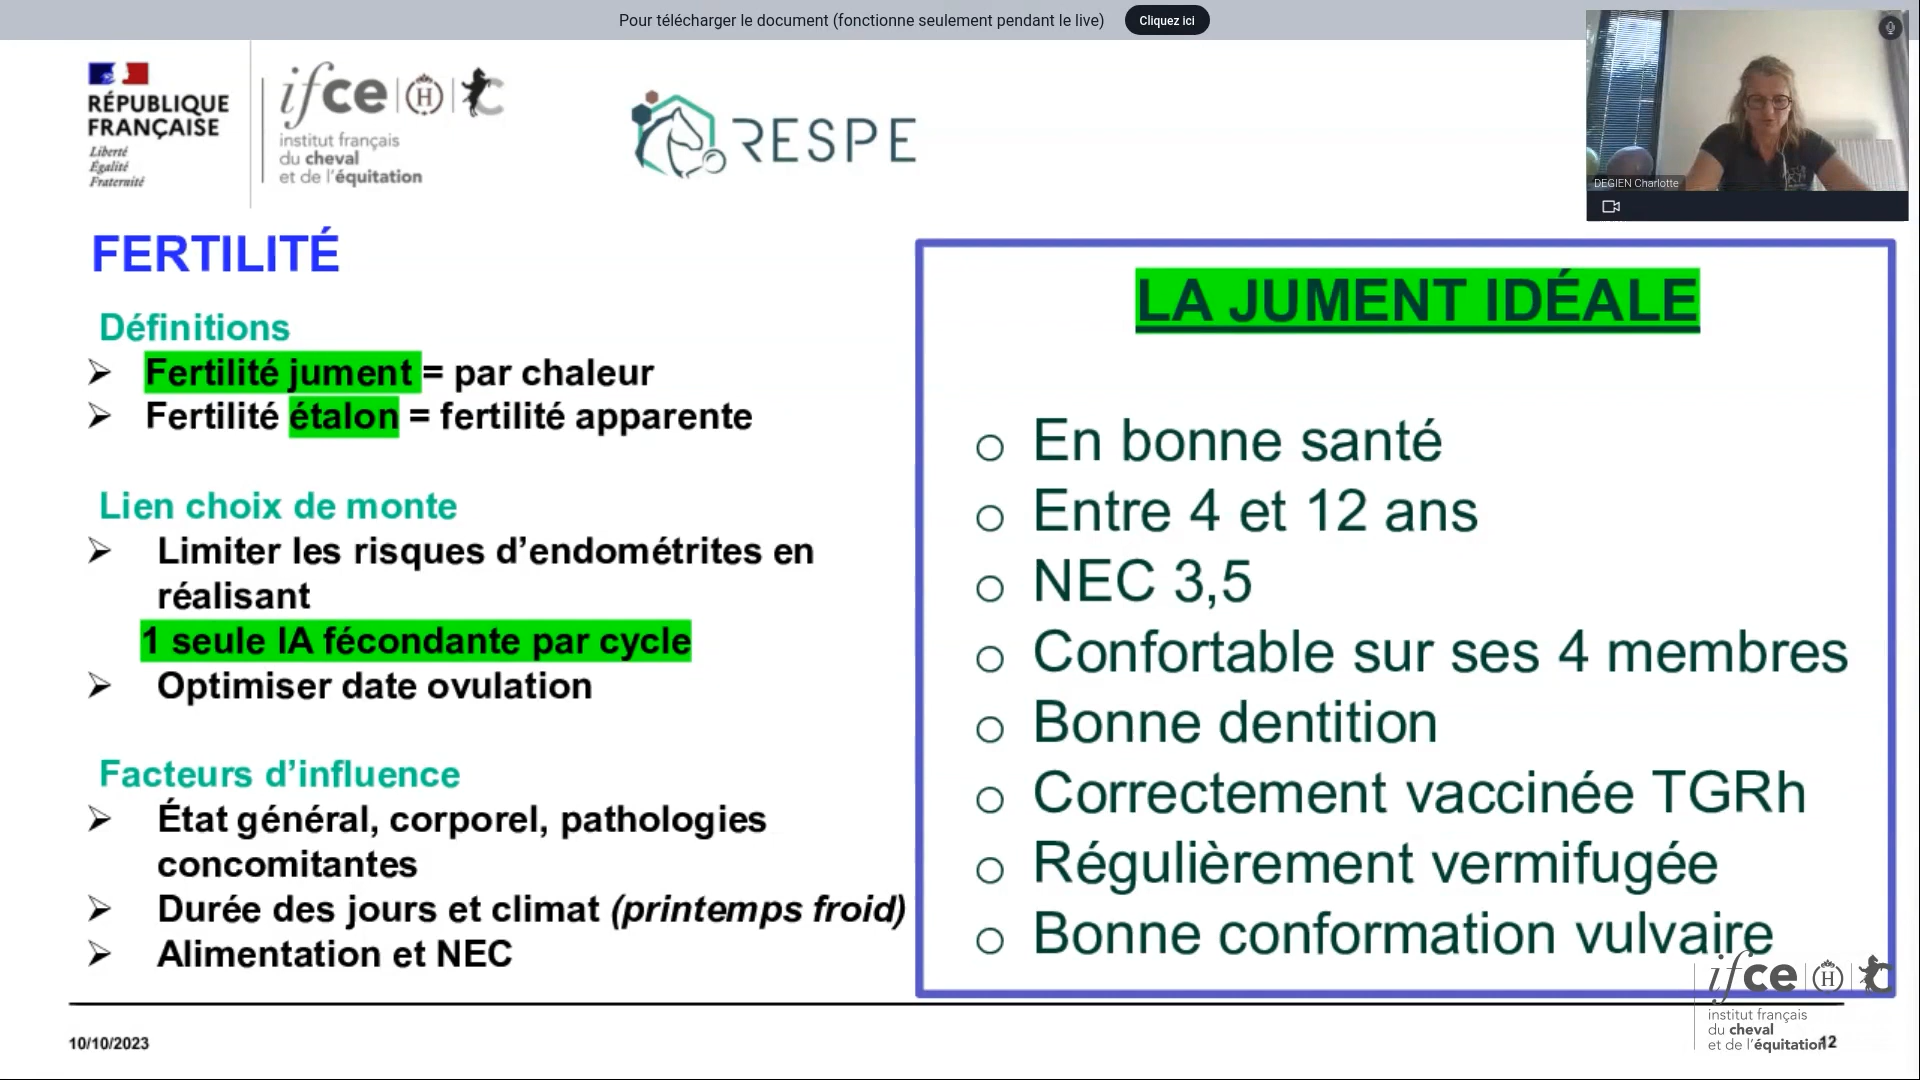 Pour télécharger le document (fonctionne seulement pendant le live)
Cliquez ici
RÉPUBLIQUE
FRANÇAISE
Liberté
Égalité
Fraternité
ifce
H
institut français
du cheval
et de l'équitation
RESPE
DEGIEN Charlotte
FERTILITÉ
Définitions
Fertilité jument = par chaleur
Fertilité étalon = fertilité apparente
Lien choix de monte
Limiter les risques d’endométrites en
réalisant
1 seule IA fécondante par cycle
Optimiser date ovulation
Facteurs d’influence
État général, corporel, pathologies
concomitantes
Durée des jours et climat (printemps froid)
Alimentation et NEC
LA JUMENT IDÉALE
En bonne santé
Entre 4 et 12 ans
NEC 3,5
Confortable sur ses 4 membres
Bonne dentition
Correctement vaccinée TGRh
Régulièrement vermifugée
Bonne conformation vulvaire
ifce
H
institut français
du cheval
et de l'équitation
10/10/2023
12